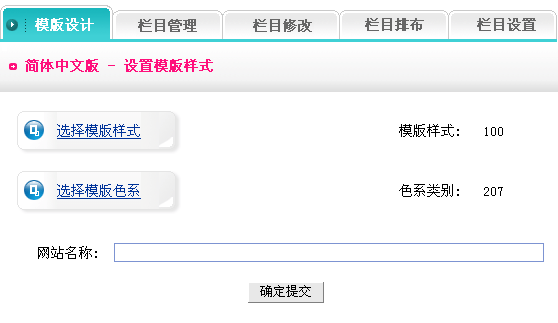 模版设计 栏目管理 栏目修改 栏目排布 栏目设置
简体中文版 - 设置模版样式
选择模版样式 模版样式: 100
选择模版色系 色系类别: 207
网站名称:
确定提交